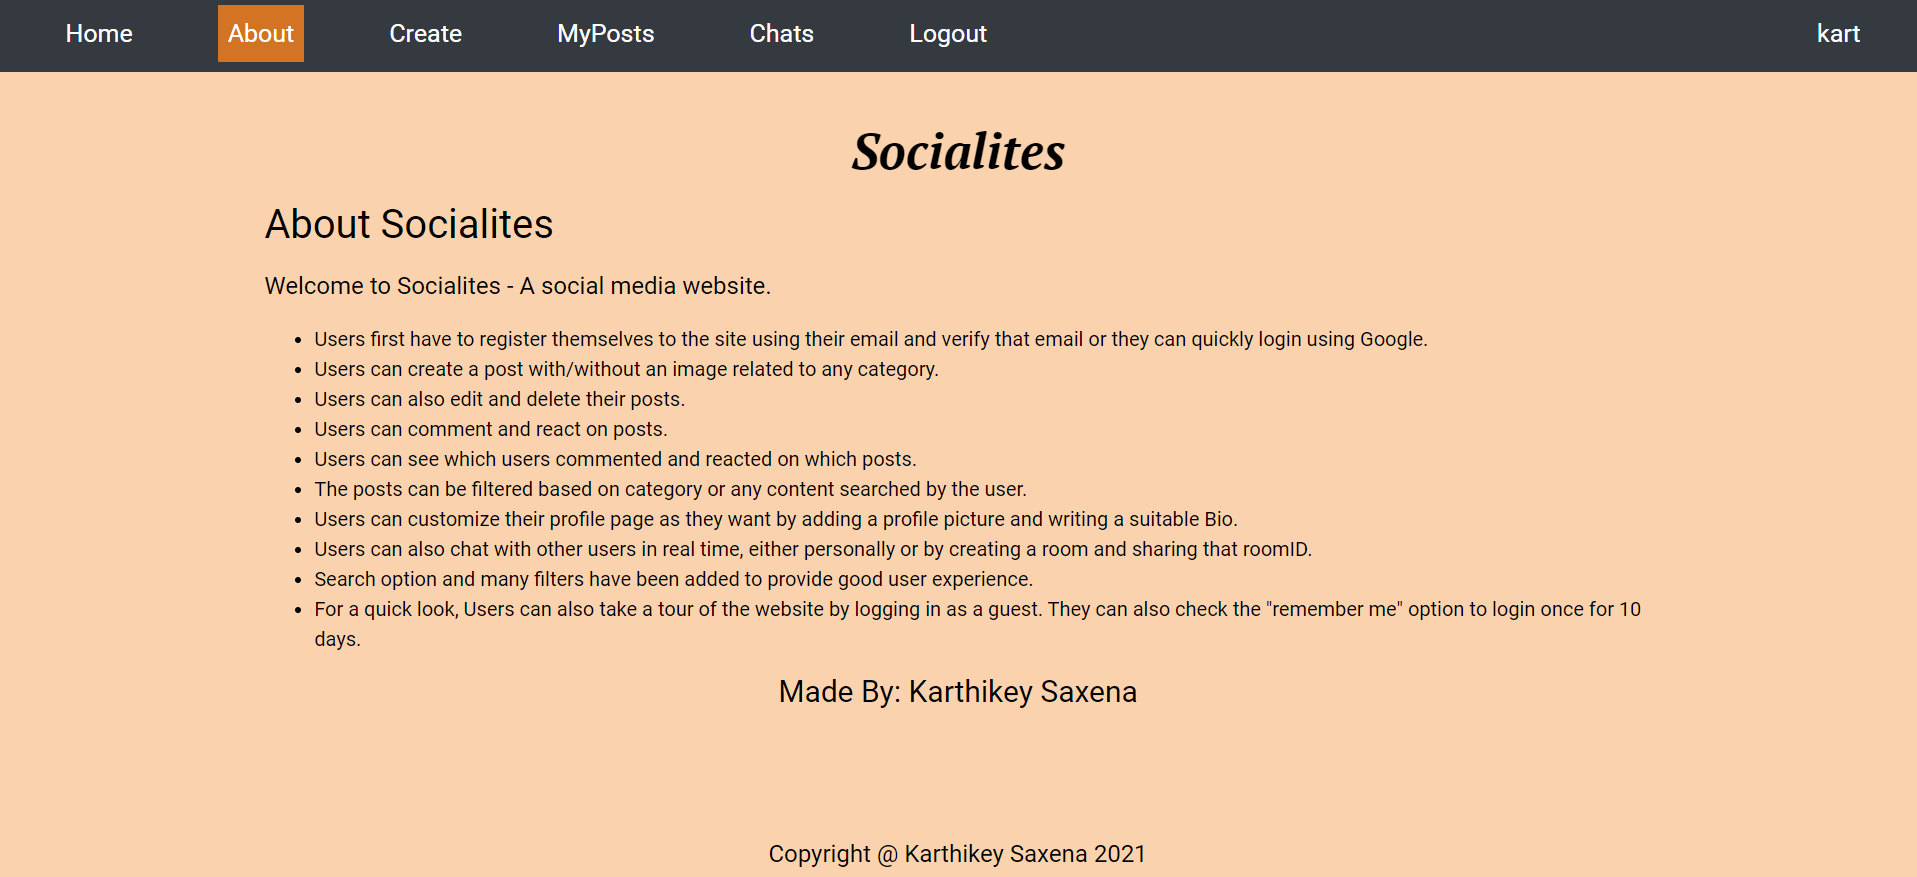 Home About Create MyPosts Chats Logout kart
Socialites
About Socialites
Welcome to Socialites - A social media website.
• Users first have to register themselves to the site using their email and verify that email or they can quickly login using Google.
• Users can create a post with/without an image related to any category.
• Users can also edit and delete their posts.
• Users can comment and react on posts.
• Users can see which users commented and reacted on which posts.
• The posts can be filtered based on category or any content searched by the user.
• Users can customize their profile page as they want by adding a profile picture and writing a suitable Bio.
• Users can also chat with other users in real time, either personally or by creating a room and sharing that roomID.
• Search option and many filters have been added to provide good user experience.
• For a quick look, Users can also take a tour of the website by logging in as a guest. They can also check the "remember me" option to login once for 10
days.
Made By: Karthikey Saxena
Copyright @ Karthikey Saxena 2021